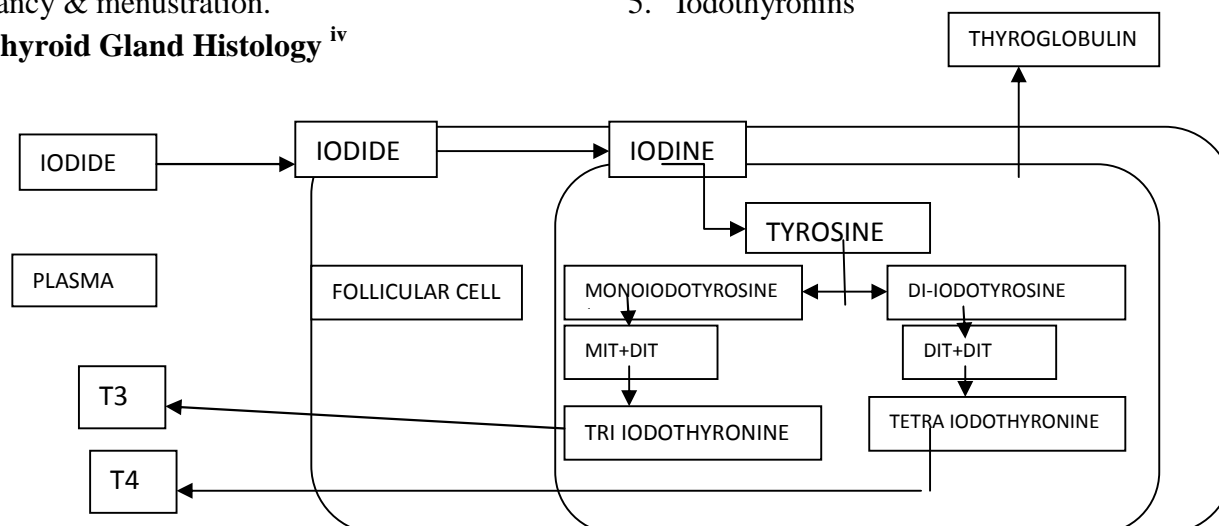 ancy & menustration.
hyroid Gland Histology iv
5. Iodothyronins
THYROGLOBULIN
IODIDE
IODIDE
IODINE
TYROSINE
PLASMA
FOLLICULAR CELL
MONOIODOTYROSINE
DI-IODOTYROSINE
MIT+DIT
DIT+DIT
T3
TRI IODOTHYRONINE
TETRA IODOTHYRONINE
T4